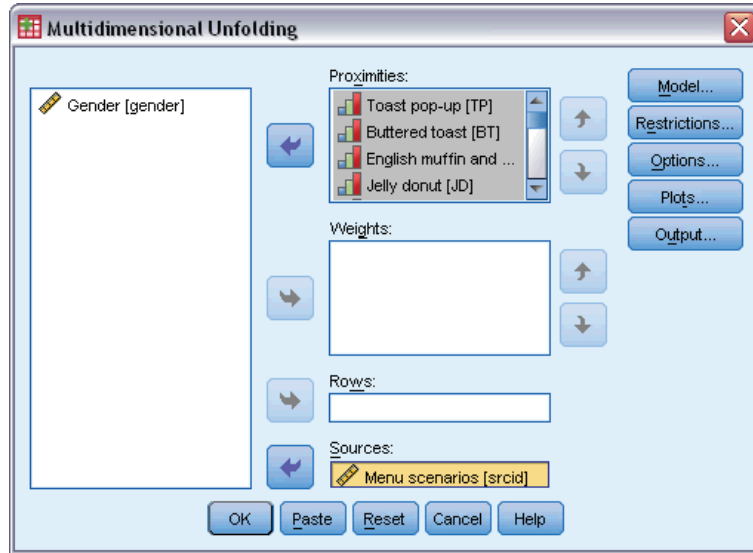 Multidimensional Unfolding
Gender [gender]
Proximities:
Toast pop-up [TP]
Buttered toast [BT]
English muffin and ...
Jelly donut [JD]
Weights:
Rows:
Sources:
Menu scenarios [srcid]
Model...
Restrictions...
Options...
Plots...
Output...
OK
Paste
Reset
Cancel
Help